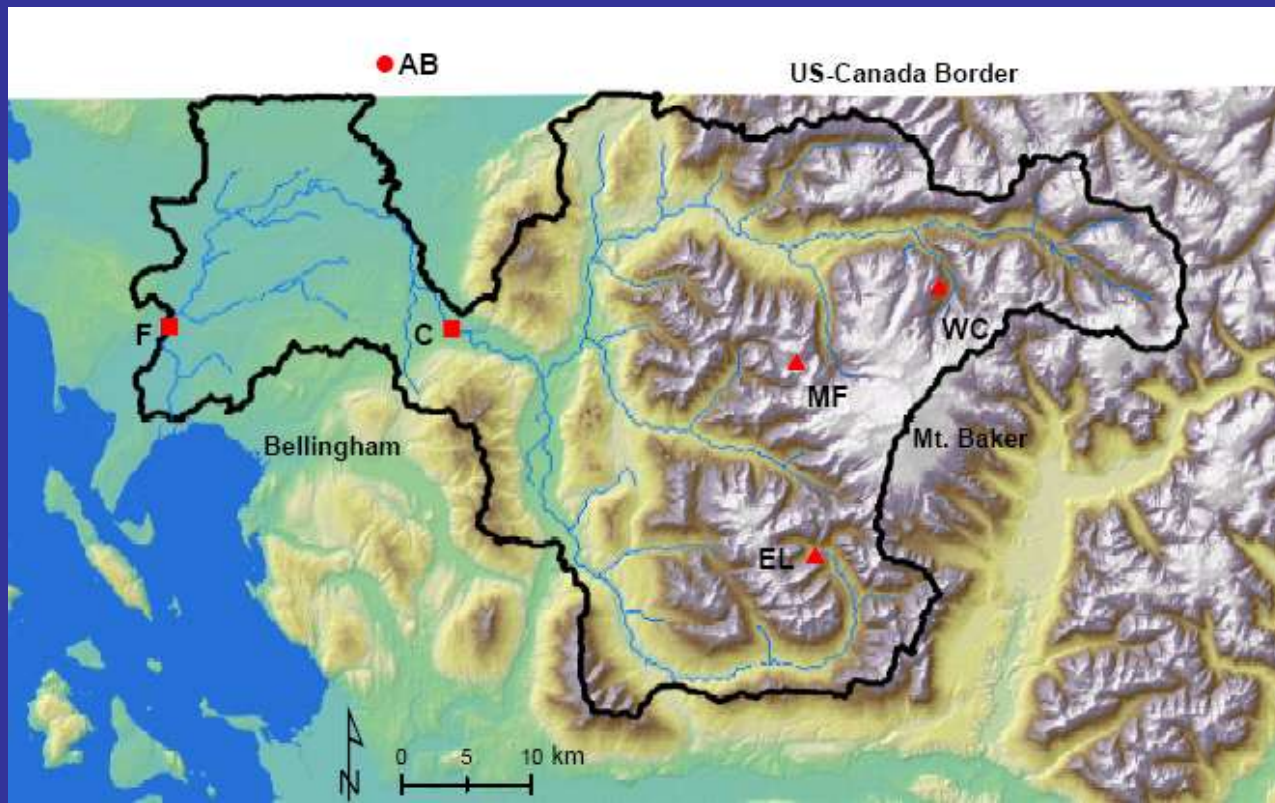 AB
US-Canada Border
F
C
WC
MF
Bellingham
Mt. Baker
EL
0 5 10 km
N